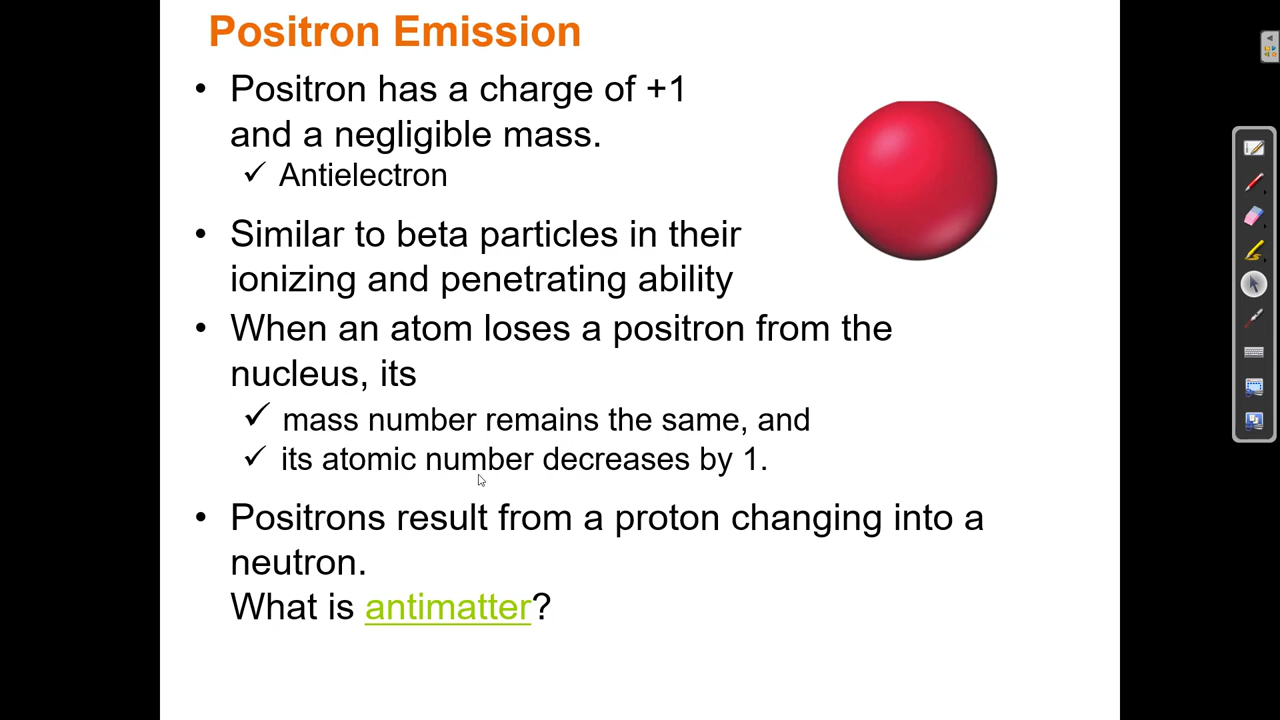 Positron Emission
• Positron has a charge of +1
and a negligible mass.
✓ Antielectron
• Similar to beta particles in their
ionizing and penetrating ability
• When an atom loses a positron from the
nucleus, its
✓ mass number remains the same, and
✓ its atomic number decreases by 1.
• Positrons result from a proton changing into a
neutron.
What is antimatter?